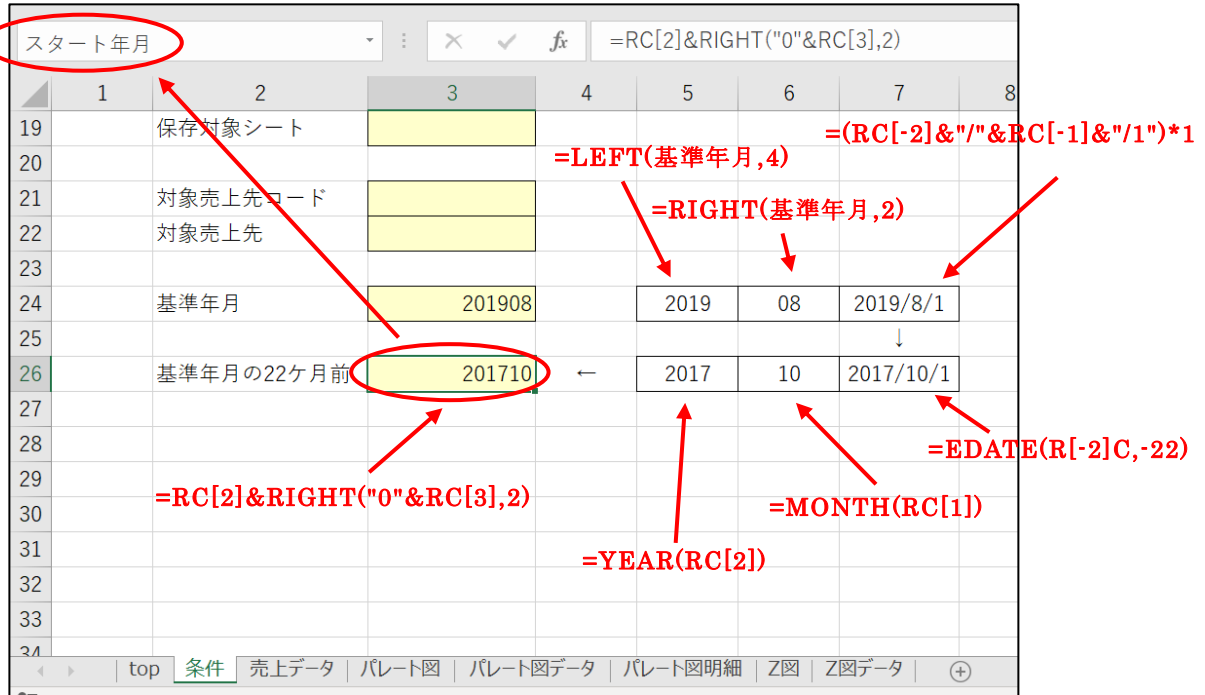 スタート年月 fx =RC[2]&RIGHT("0"&RC[3],2)
1 2 3 4 5 6 7 8
19 保存対象シート =(RC[-2]&"/"&RC[-1]&"/1")*1
20 =LEFT(基準年月,4)
21 対象売上先コード =RIGHT(基準年月,2)
22 対象売上先
23
24 基準年月 201908 2019 08 2019/8/1
25 ↓
26 基準年月の22ケ月前 201710 ← 2017 10 2017/10/1
27
28 =EDATE(R[-2]C,-22)
29 =RC[2]&RIGHT("0"&RC[3],2)
30 =MONTH(RC[1])
31 =YEAR(RC[2])
32
33
34
top 条件 売上データ パレート図 パレート図データ パレート図明細 Z図 Z図データ